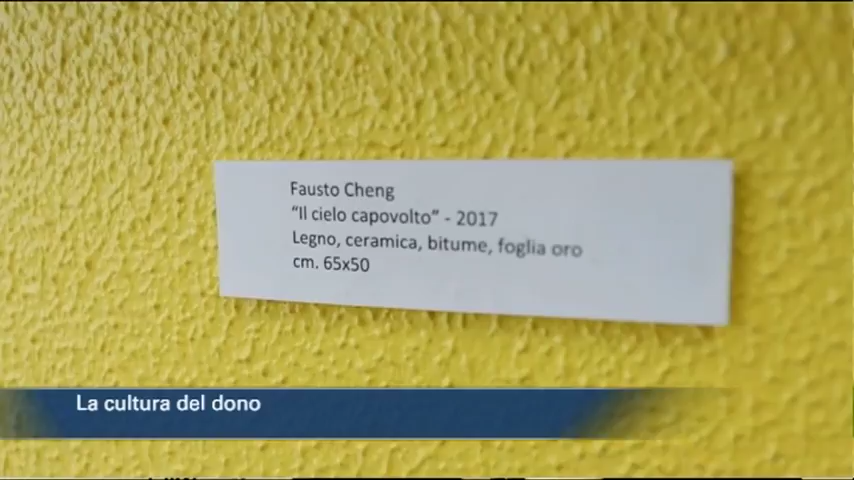 Fausto Cheng
“Il cielo capovolto” - 2017
Legno, ceramica, bitume, foglia oro
cm. 65x50
La cultura del dono